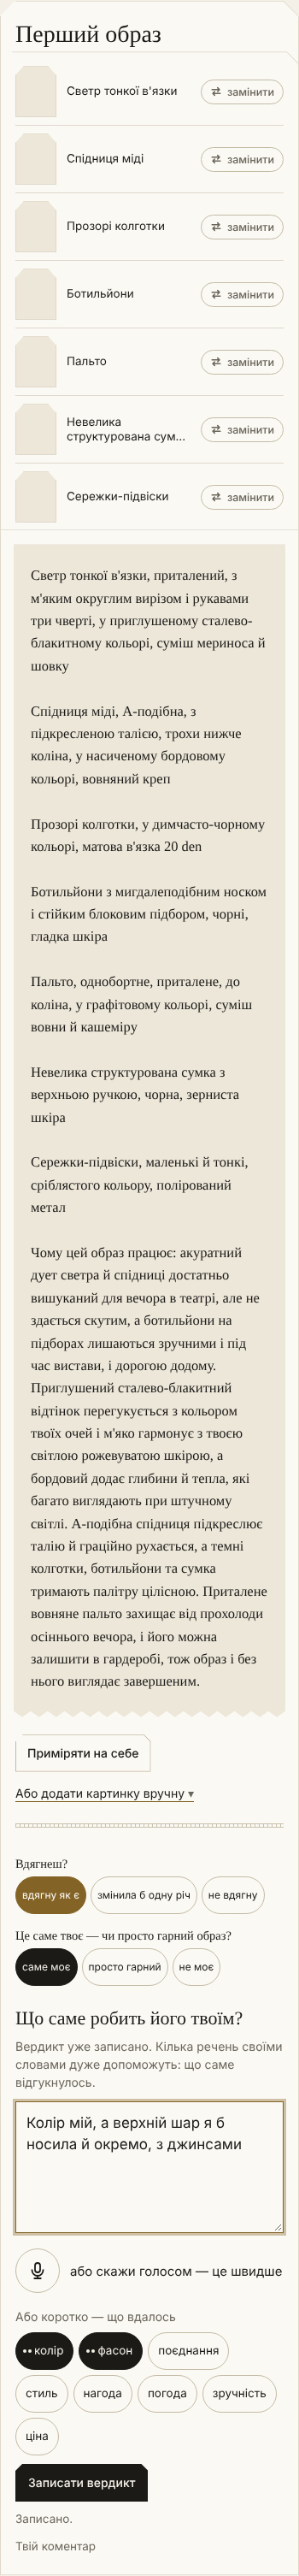 Перший образ
Светр тонкої в'язки
замінити
Спідниця міді
замінити
Прозорі колготки
замінити
Ботильйони
замінити
Пальто
замінити
Невелика
структурована сум...
замінити
Сережки-підвіски
замінити
Светр тонкої в'язки, приталений, з
м'яким округлим вирізом і рукавами
три чверті, у приглушеному сталево-
блакитному кольорі, суміш мериноса й
шовку
Спідниця міді, А-подібна, з
підкресленою талією, трохи нижче
коліна, у насиченому бордовому
кольорі, вовняний креп
Прозорі колготки, у димчасто-чорному
кольорі, матова в'язка 20 den
Ботильйони з мигдалеподібним носком
і стійким блоковим підбором, чорні,
гладка шкіра
Пальто, однобортне, приталене, до
коліна, у графітовому кольорі, суміш
вовни й кашеміру
Невелика структурована сумка з
верхньою ручкою, чорна, зерниста
шкіра
Сережки-підвіски, маленькі й тонкі,
сріблястого кольору, полірований
метал
Чому цей образ працює: акуратний
дует светра й спідниці достатньо
вишуканий для вечора в театрі, але не
здається скутим, а ботильйони на
підборах лишаються зручними і під
час вистави, і дорогою додому.
Приглушений сталево-блакитний
відтінок перегукується з кольором
твоїх очей і м'яко гармонує з твоєю
світлою рожевуватою шкірою, а
бордовий додає глибини й тепла, які
багато виглядають при штучному
світлі. А-подібна спідниця підкреслює
талію й граційно рухається, а темні
колготки, ботильйони та сумка
тримають палітру цілісною. Приталене
вовняне пальто захищає від прохолоди
осіннього вечора, і його можна
залишити в гардеробі, тож образ і без
нього виглядає завершеним.
Приміряти на себе
Або додати картинку вручну ▾
Вдягнеш?
вдягну як є
змінила б одну річ
не вдягну
Це саме твоє — чи просто гарний образ?
саме моє
просто гарний
не моє
Що саме робить його твоїм?
Вердикт уже записано. Кілька речень своїми
словами дуже допоможуть: що саме
відгукнулось.
Колір мій, а верхній шар я б
носила й окремо, з джинсами
або скажи голосом — це швидше
Або коротко — що вдалось
колір
фасон
поєднання
стиль
нагода
погода
зручність
ціна
Записати вердикт
Записано.
Твій коментар